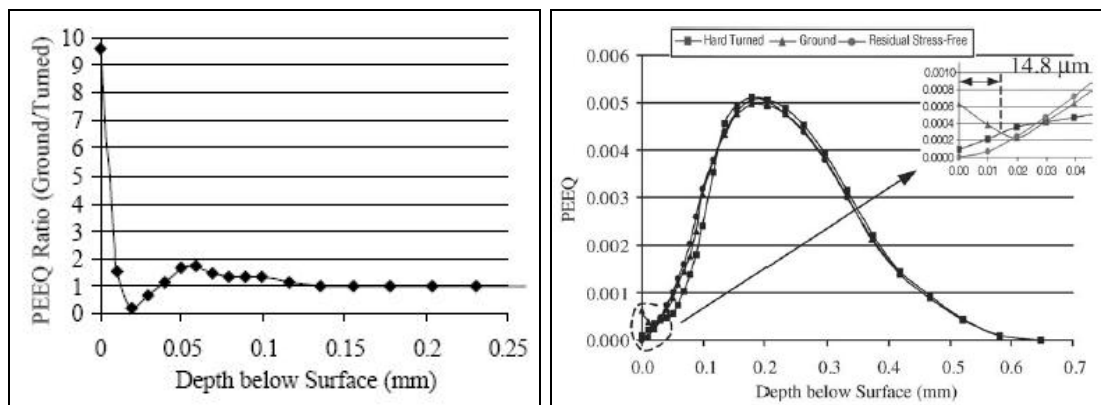 PEEQ Ratio (Ground/Turned)
10
9
8
7
6
5
4
3
2
1
0
0 0.05 0.1 0.15 0.2 0.25
Depth below Surface (mm)
Hard Turned Ground Residual Stress-Free
PEEQ
0.006
0.005
0.004
0.003
0.002
0.001
0.000
0.0 0.1 0.2 0.3 0.4 0.5 0.6 0.7
Depth below Surface (mm)
14.8 μm
0.0010
0.0008
0.0006
0.0004
0.0002
0.0000
0.00 0.01 0.02 0.03 0.04